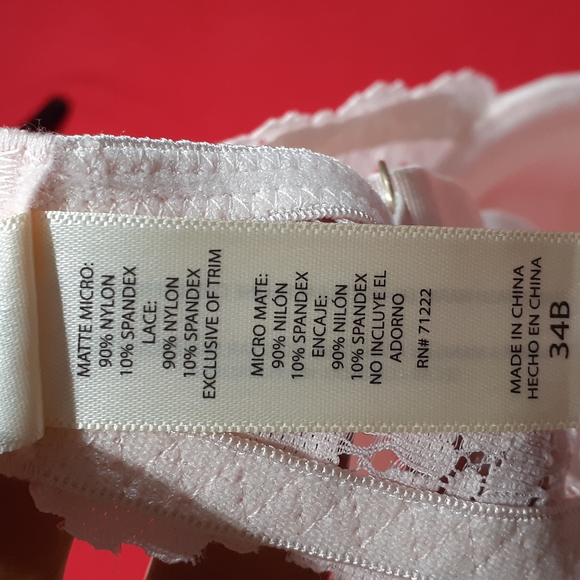 MATTE MICRO:
90% NYLON
10% SPANDEX
LACE:
90% NYLON
10% SPANDEX
EXCLUSIVE OF TRIM
MICRO MATE:
90% NILÓN
10% SPANDEX
ENCAJE:
90% NILÓN
10% SPANDEX
NO INCLUYE EL
ADORNO
RN# 71222
MADE IN CHINA
HECHO EN CHINA
34B